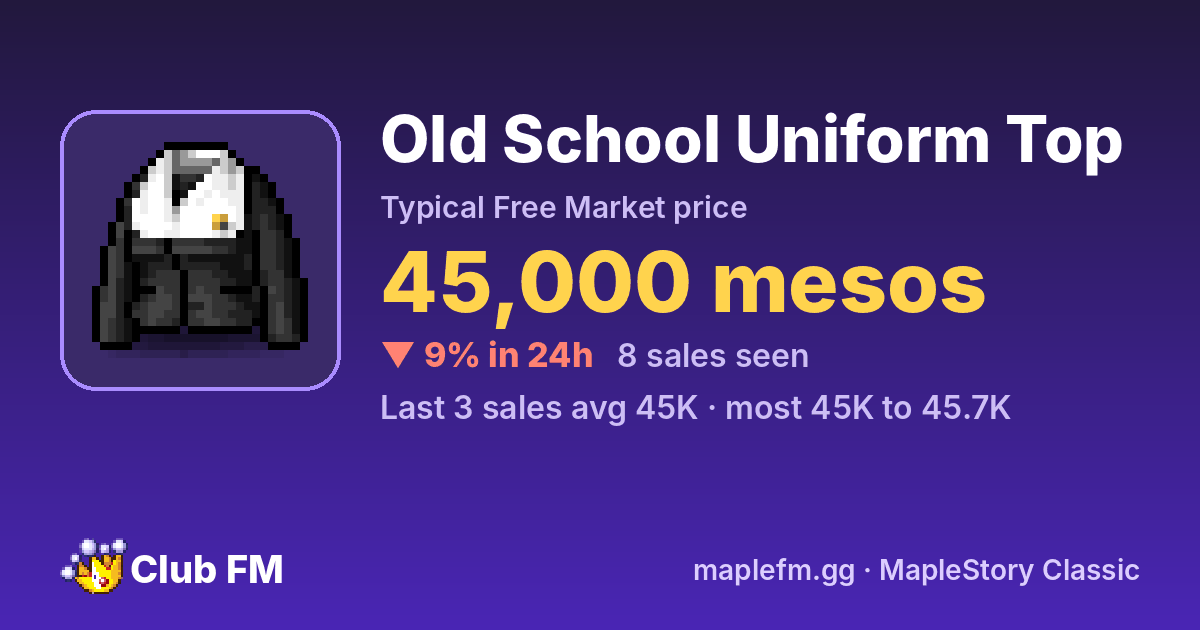 Old School Uniform Top
Typical Free Market price
45,000 mesos
▼ 9% in 24h 8 sales seen
Last 3 sales avg 45K · most 45K to 45.7K
Club FM
maplefm.gg · MapleStory Classic